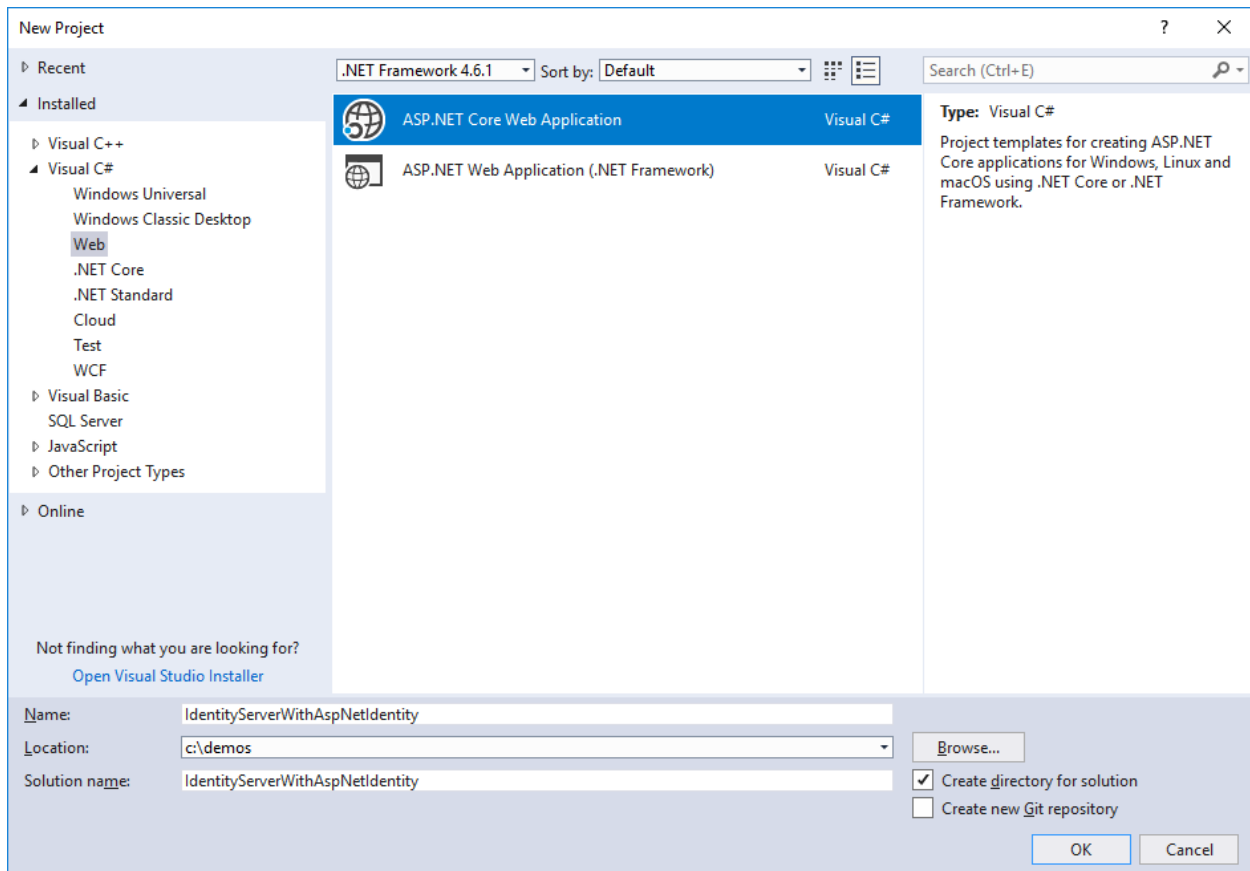 New Project
?
Recent
Installed
Visual C++
Visual C#
Windows Universal
Windows Classic Desktop
Web
.NET Core
.NET Standard
Cloud
Test
WCF
Visual Basic
SQL Server
JavaScript
Other Project Types
Online
Not finding what you are looking for?
Open Visual Studio Installer
.NET Framework 4.6.1 Sort by: Default
ASP.NET Core Web Application Visual C#
ASP.NET Web Application (.NET Framework) Visual C#
Search (Ctrl+E)
Type: Visual C#
Project templates for creating ASP.NET
Core applications for Windows, Linux and
macOS using .NET Core or .NET
Framework.
Name: IdentityServerWithAspNetIdentity
Location: c:\demos
Browse...
Solution name: IdentityServerWithAspNetIdentity
Create directory for solution
Create new Git repository
OK Cancel